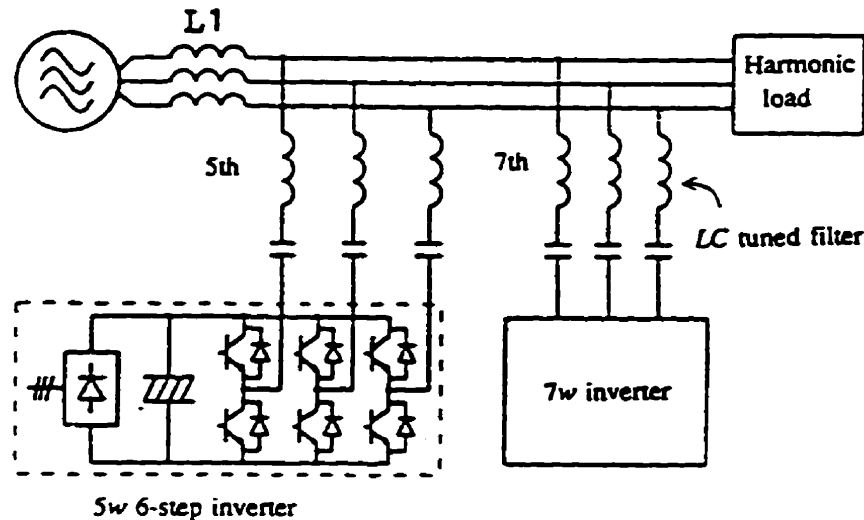 L1
Harmonic
load
5th
7th
LC tuned filter
7w inverter
5w 6-step inverter